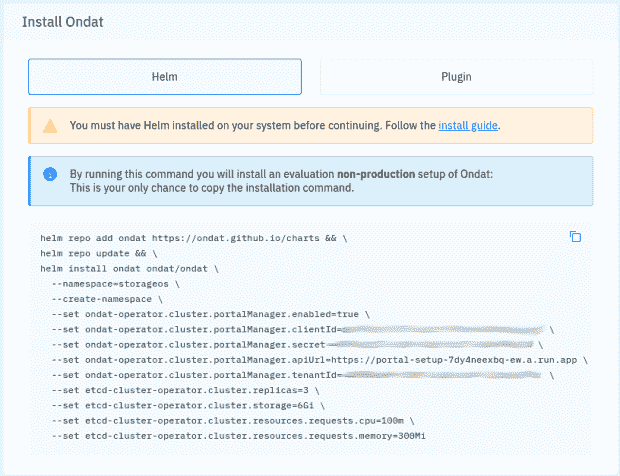 Install Ondat
Helm
Plugin
You must have Helm installed on your system before continuing. Follow the install guide.
By running this command you will install an evaluation non-production setup of Ondat:
This is your only chance to copy the installation command.
helm repo add ondat https://ondat.github.io/charts && \
helm repo update && \
helm install ondat ondat/ondat \
--namespace=storageos \
--create-namespace \
--set ondat-operator.cluster.portalManager.enabled=true \
--set ondat-operator.cluster.portalManager.clientId= \
--set ondat-operator.cluster.portalManager.secret= \
--set ondat-operator.cluster.portalManager.apiUrl=https://portal-setup-7dy4neexbq-ew.a.run.app \
--set ondat-operator.cluster.portalManager.tenantId= \
--set etcd-cluster-operator.cluster.replicas=3 \
--set etcd-cluster-operator.cluster.storage=6Gi \
--set etcd-cluster-operator.cluster.resources.requests.cpu=100m \
--set etcd-cluster-operator.cluster.resources.requests.memory=300Mi